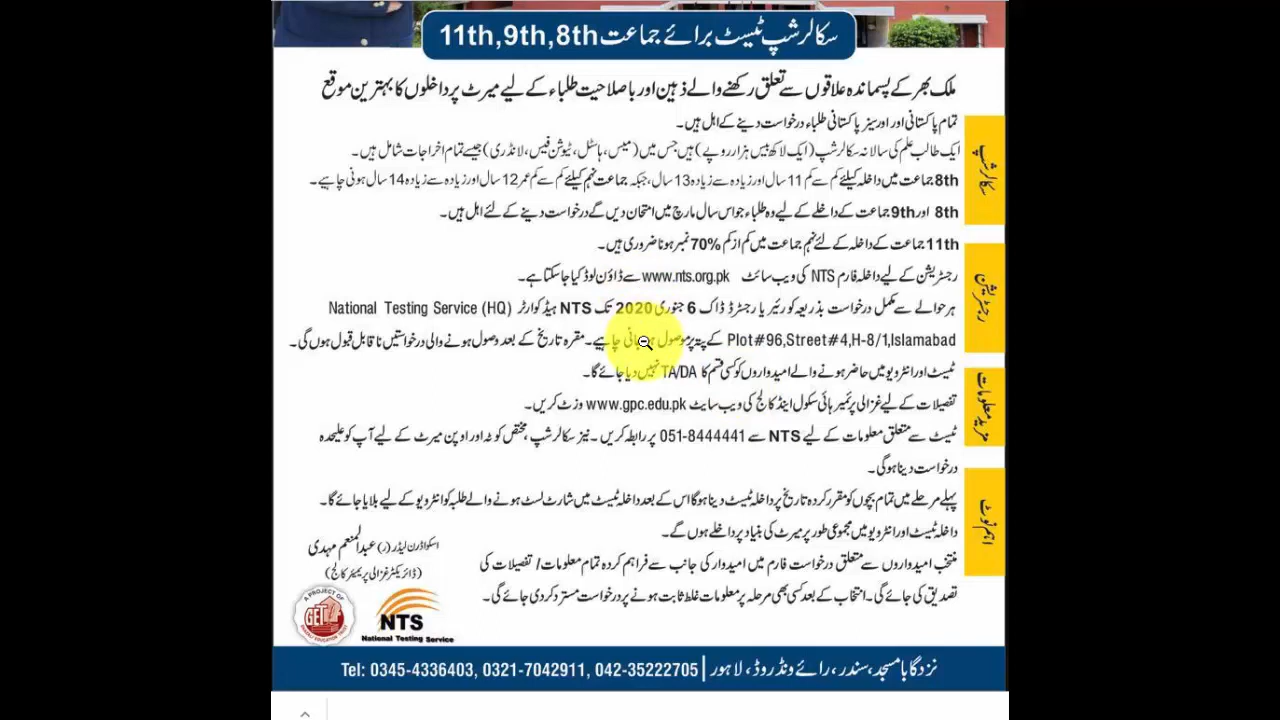 سکالرشپ ٹیسٹ برائے جماعت 11th,9th,8th
ملک بھر کے پسماندہ علاقوں سے تعلق رکھنے والے ذہین اور باصلاحیت طلباء کے لیے میرٹ پر داخلوں کا بہترین موقع
سکالرشپ
تمام پاکستانی اور اورسیز پاکستانی طلباء درخواست دینے کے اہل ہیں۔
ایک طالب علم کی سالانہ سکالرشپ (ایک لاکھ بیس ہزار روپے) ہیں جس میں (میس، ہاسٹل، ٹیوشن فیس، لانڈری) جیسے تمام اخراجات شامل ہیں۔
8th جماعت میں داخلہ کیلئے کم سے کم 11 سال اور زیادہ سے زیادہ 13 سال، جبکہ جماعت نہم کیلئے کم سے کم عمر 12 سال اور زیادہ سے زیادہ 14 سال ہونی چاہیے۔
8th اور 9th جماعت کے داخلے کے لیے وہ طلباء جو اس سال مارچ میں امتحان دیں گے درخواست دینے کے لئے اہل ہیں۔
11th جماعت کے داخلہ کے لئے نہم جماعت میں کم از کم 70% نمبر ہونا ضروری ہیں۔
رجسٹریشن
رجسٹریشن کے لیے داخلہ فارم NTS کی ویب سائٹ www.nts.org.pk سے ڈاؤن لوڈ کیا جا سکتا ہے۔
ہر حوالے سے مکمل درخواست بذریعہ کورئیر یا رجسٹرڈ ڈاک 6 جنوری 2020 تک NTS ہیڈ کوارٹر National Testing Service (HQ)
Plot#96,Street#4,H-8/1,Islamabad کے پتہ پر موصول ہو جانی چاہیے۔ مقررہ تاریخ کے بعد وصول ہونے والی درخواستیں نا قابل قبول ہوں گی۔
ٹیسٹ اور انٹرویو میں حاضر ہونے والے امیدواروں کو کسی قسم کا TA/DA نہیں دیا جائے گا۔
مزید معلومات
تفصیلات کے لیے غزالی پرئمیر ہائی سکول اینڈ کالج کی ویب سایٹ www.gpc.edu.pk وزٹ کریں۔
ٹیسٹ سے متعلق معلومات کے لیے NTS سے 051-8444441 پر رابطہ کریں۔ نیز سکالرشپ، مختص کوٹہ اور اوپن میرٹ کے لیے آپ کو علیحدہ
درخواست دینا ہوگی۔
اہم نوٹ
پہلے مرحلے میں تمام بچوں کو مقرر کردہ تاریخ پر داخلہ ٹیسٹ دینا ہوگا اس کے بعد داخلہ ٹیسٹ میں شارٹ لسٹ ہونے والے طلبہ کو انٹرویو کے لیے بلایا جائے گا۔
داخلہ ٹیسٹ اور انٹرویو میں مجموعی طور پر میرٹ کی بنیاد پر داخلے ہوں گے۔
منتخب امیدواروں سے متعلق درخواست فارم میں امیدوار کی جانب سے فراہم کردہ تمام معلومات/ تفصیلات کی
تصدیق کی جائے گی۔ انتخاب کے بعد کسی بھی مرحلہ پر معلومات غلط ثابت ہونے پر درخواست مسترد کر دی جائے گی۔
اسکواڈرن لیڈر (ر) عبدالمنعم مہدی
(ڈائریکٹر غزالی پریمئیر کالج)
A PROJECT OF
GET
GHAZALI EDUCATION TRUST
NTS
National Testing Service
نزد گابا مسجد، سندر، رائے ونڈ روڈ، لاہور | Tel: 0345-4336403, 0321-7042911, 042-35222705